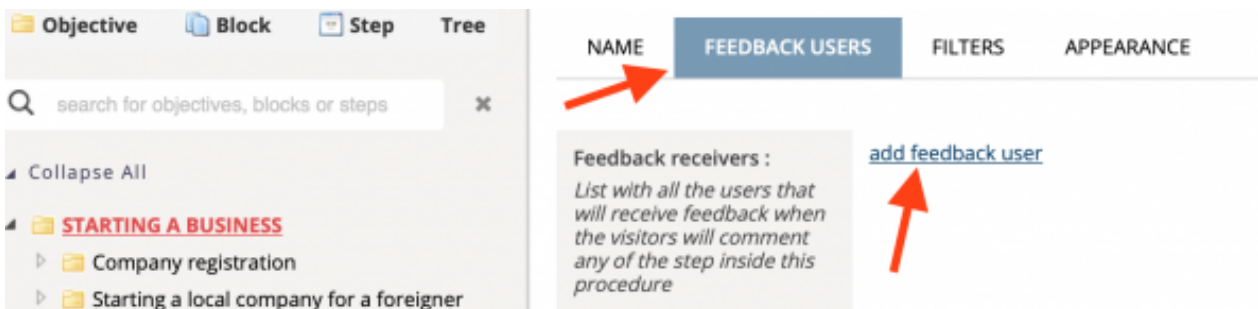 Objective Block Step Tree
search for objectives, blocks or steps
Collapse All
STARTING A BUSINESS
Company registration
Starting a local company for a foreigner
NAME FEEDBACK USERS FILTERS APPEARANCE
Feedback receivers :
List with all the users that
will receive feedback when
the visitors will comment
any of the step inside this
procedure
add feedback user